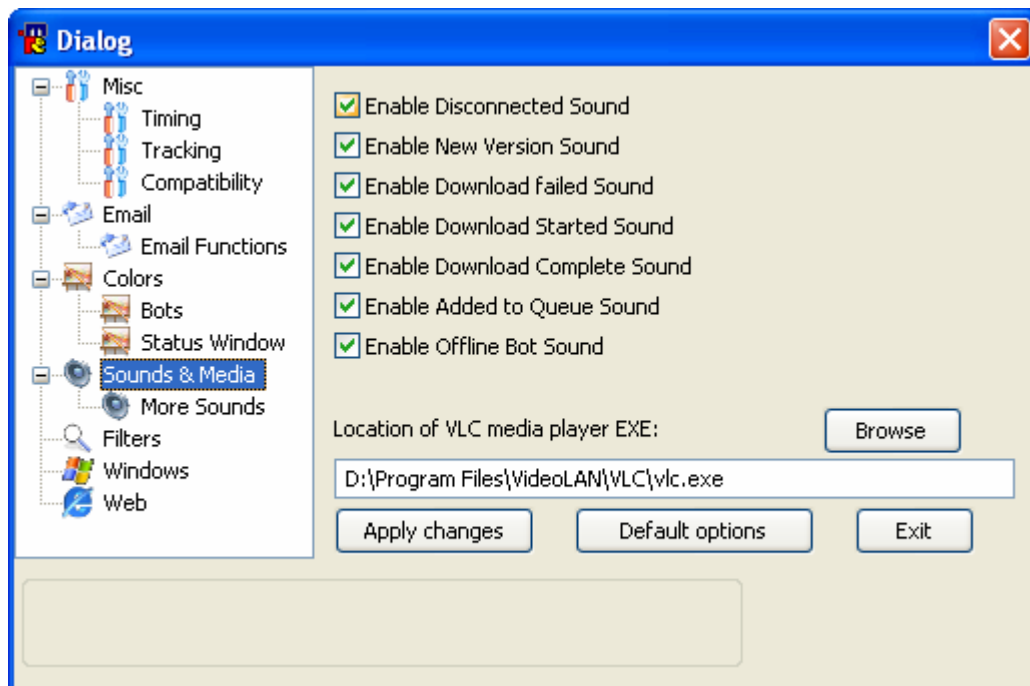 Dialog
Misc
Timing
Tracking
Compatibility
Email
Email Functions
Colors
Bots
Status Window
Sounds & Media
More Sounds
Filters
Windows
Web
Enable Disconnected Sound
Enable New Version Sound
Enable Download failed Sound
Enable Download Started Sound
Enable Download Complete Sound
Enable Added to Queue Sound
Enable Offline Bot Sound
Location of VLC media player EXE:
Browse
D:\Program Files\VideoLAN\VLC\vlc.exe
Apply changes
Default options
Exit